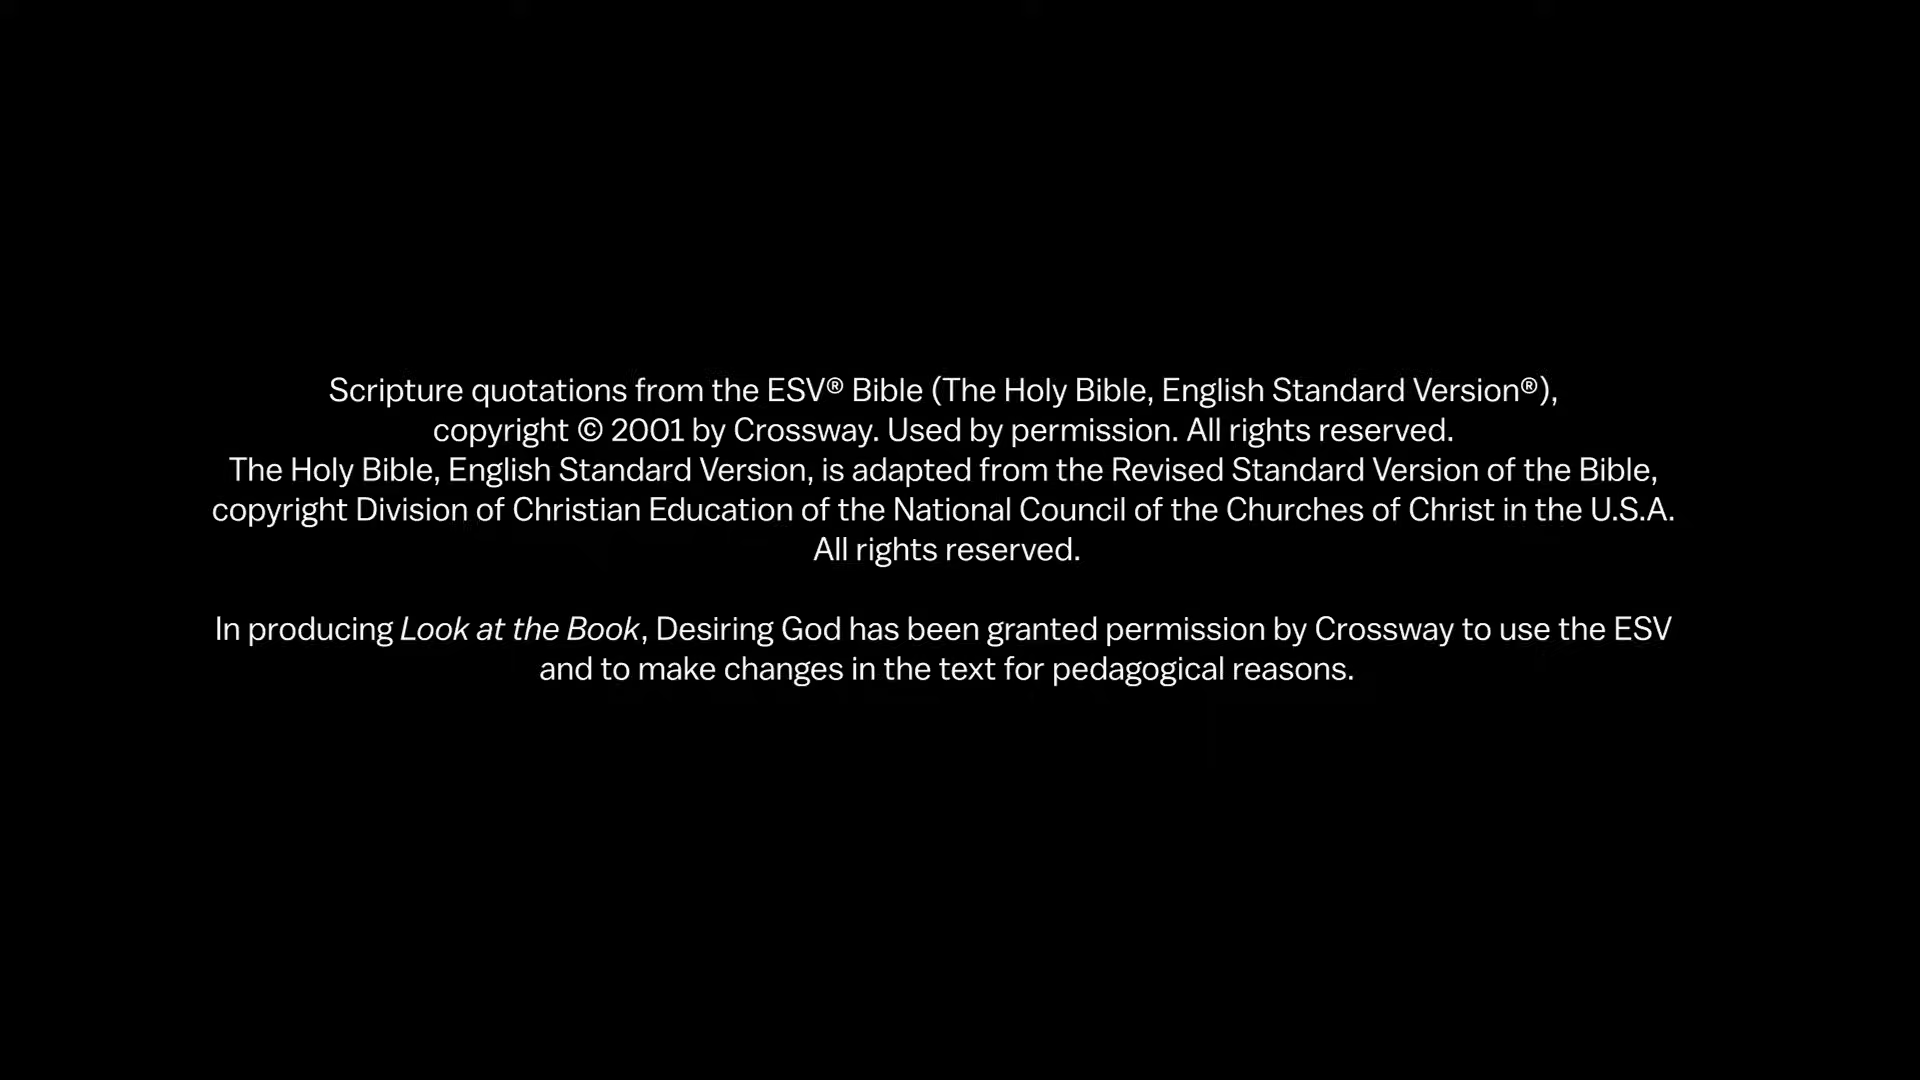 Scripture quotations from the ESV® Bible (The Holy Bible, English Standard Version®),
copyright © 2001 by Crossway. Used by permission. All rights reserved.
The Holy Bible, English Standard Version, is adapted from the Revised Standard Version of the Bible,
copyright Division of Christian Education of the National Council of the Churches of Christ in the U.S.A.
All rights reserved.
In producing Look at the Book, Desiring God has been granted permission by Crossway to use the ESV
and to make changes in the text for pedagogical reasons.